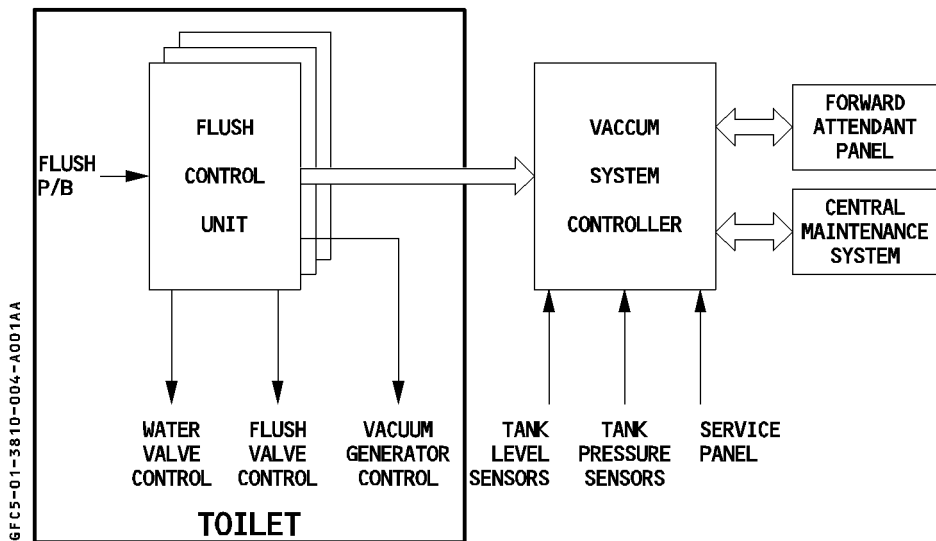 FLUSH
P/B
FLUSH
CONTROL
UNIT
VACCUM
SYSTEM
CONTROLLER
FORWARD
ATTENDANT
PANEL
CENTRAL
MAINTENANCE
SYSTEM
WATER
VALVE
CONTROL
FLUSH
VALVE
CONTROL
VACUUM
GENERATOR
CONTROL
TANK
LEVEL
SENSORS
TANK
PRESSURE
SENSORS
SERVICE
PANEL
TOILET
GFC5-01-3810-004-A001AA